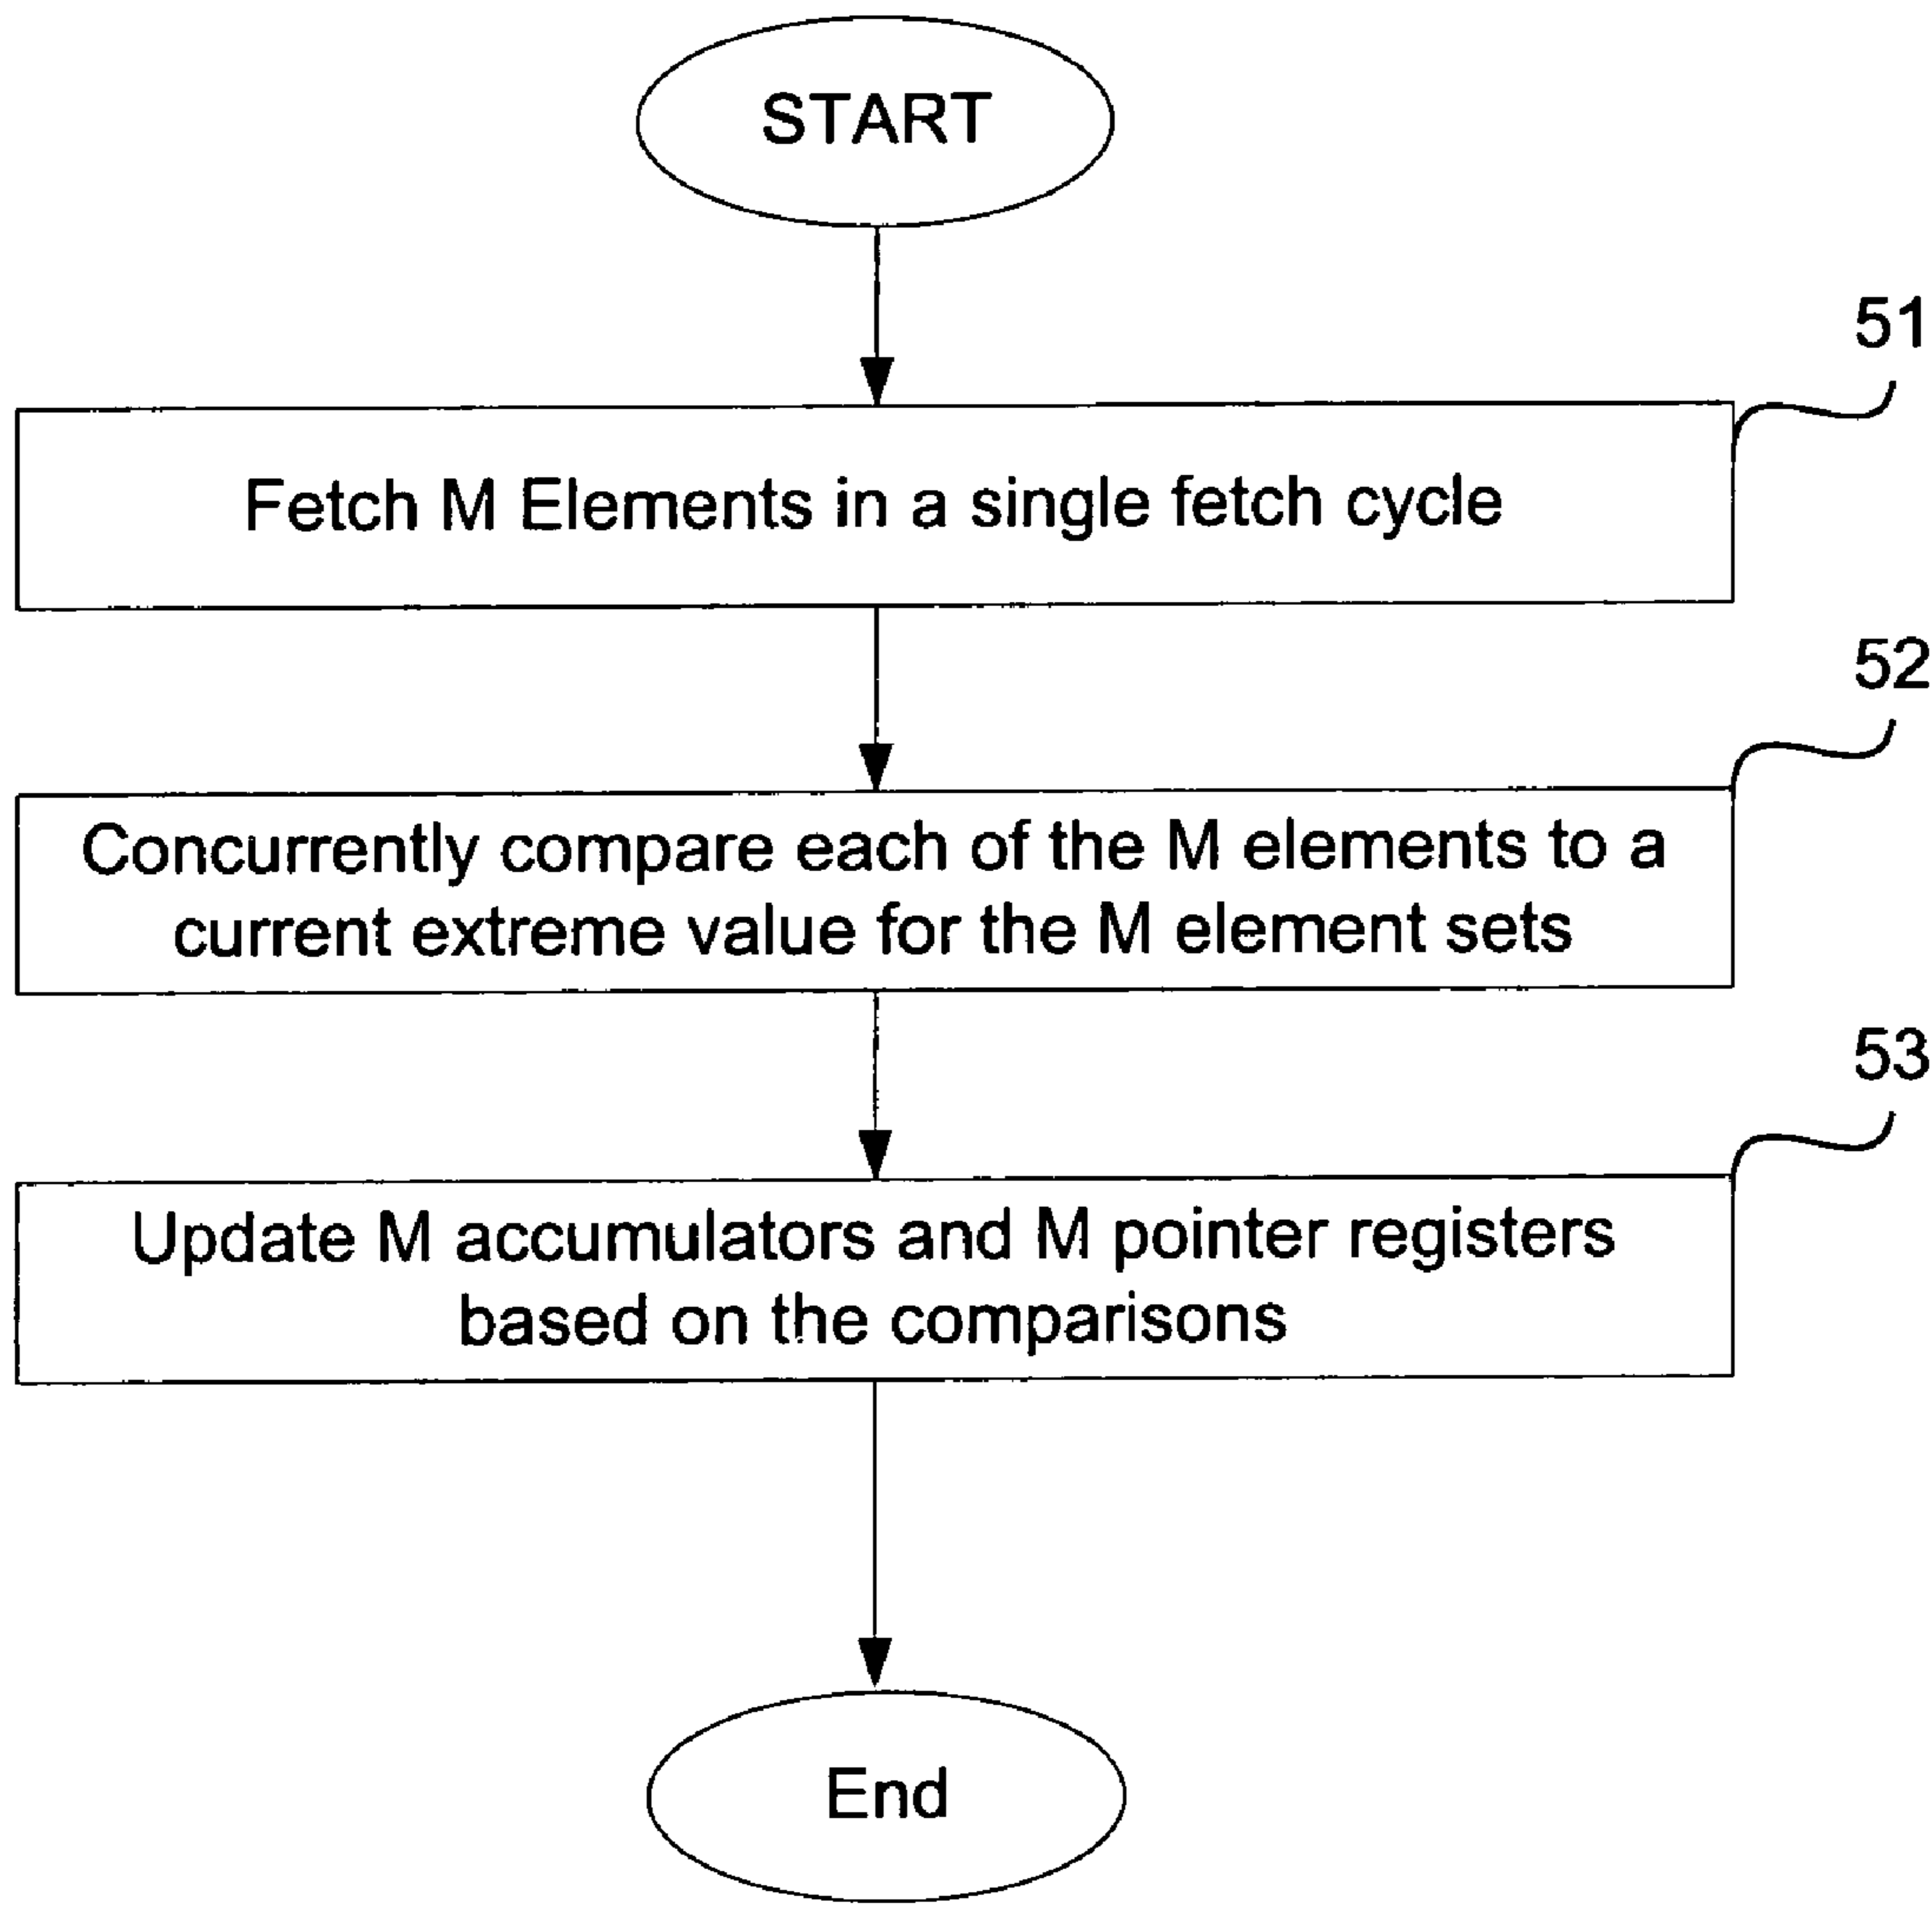 START
51
Fetch M Elements in a single fetch cycle
52
Concurrently compare each of the M elements to a
current extreme value for the M element sets
53
Update M accumulators and M pointer registers
based on the comparisons
End